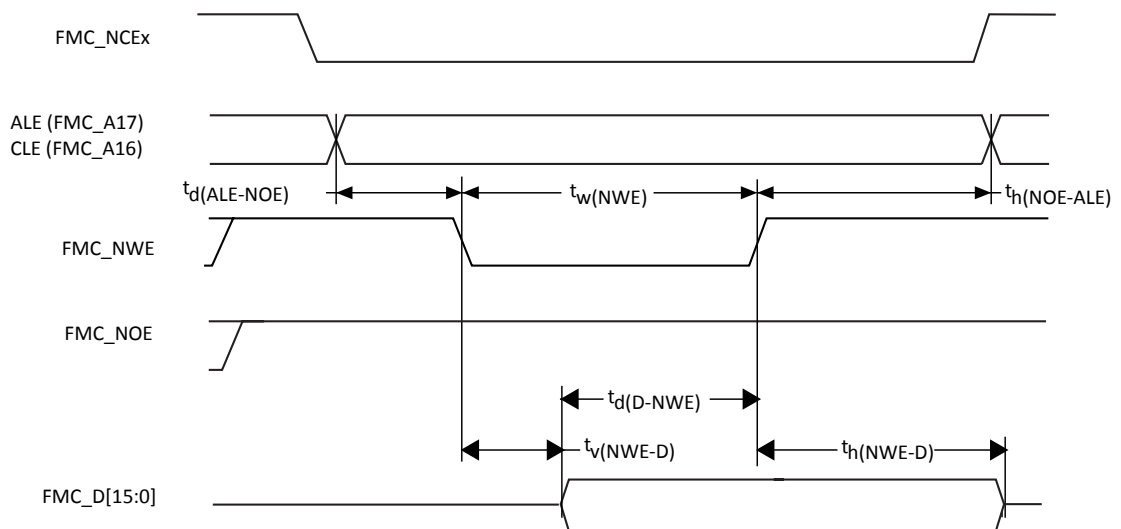 FMC_NCEx
ALE (FMC_A17)
CLE (FMC_A16)
td(ALE-NOE)
tw(NWE)
th(NOE-ALE)
FMC_NWE
FMC_NOE
td(D-NWE)
tv(NWE-D)
th(NWE-D)
FMC_D[15:0]